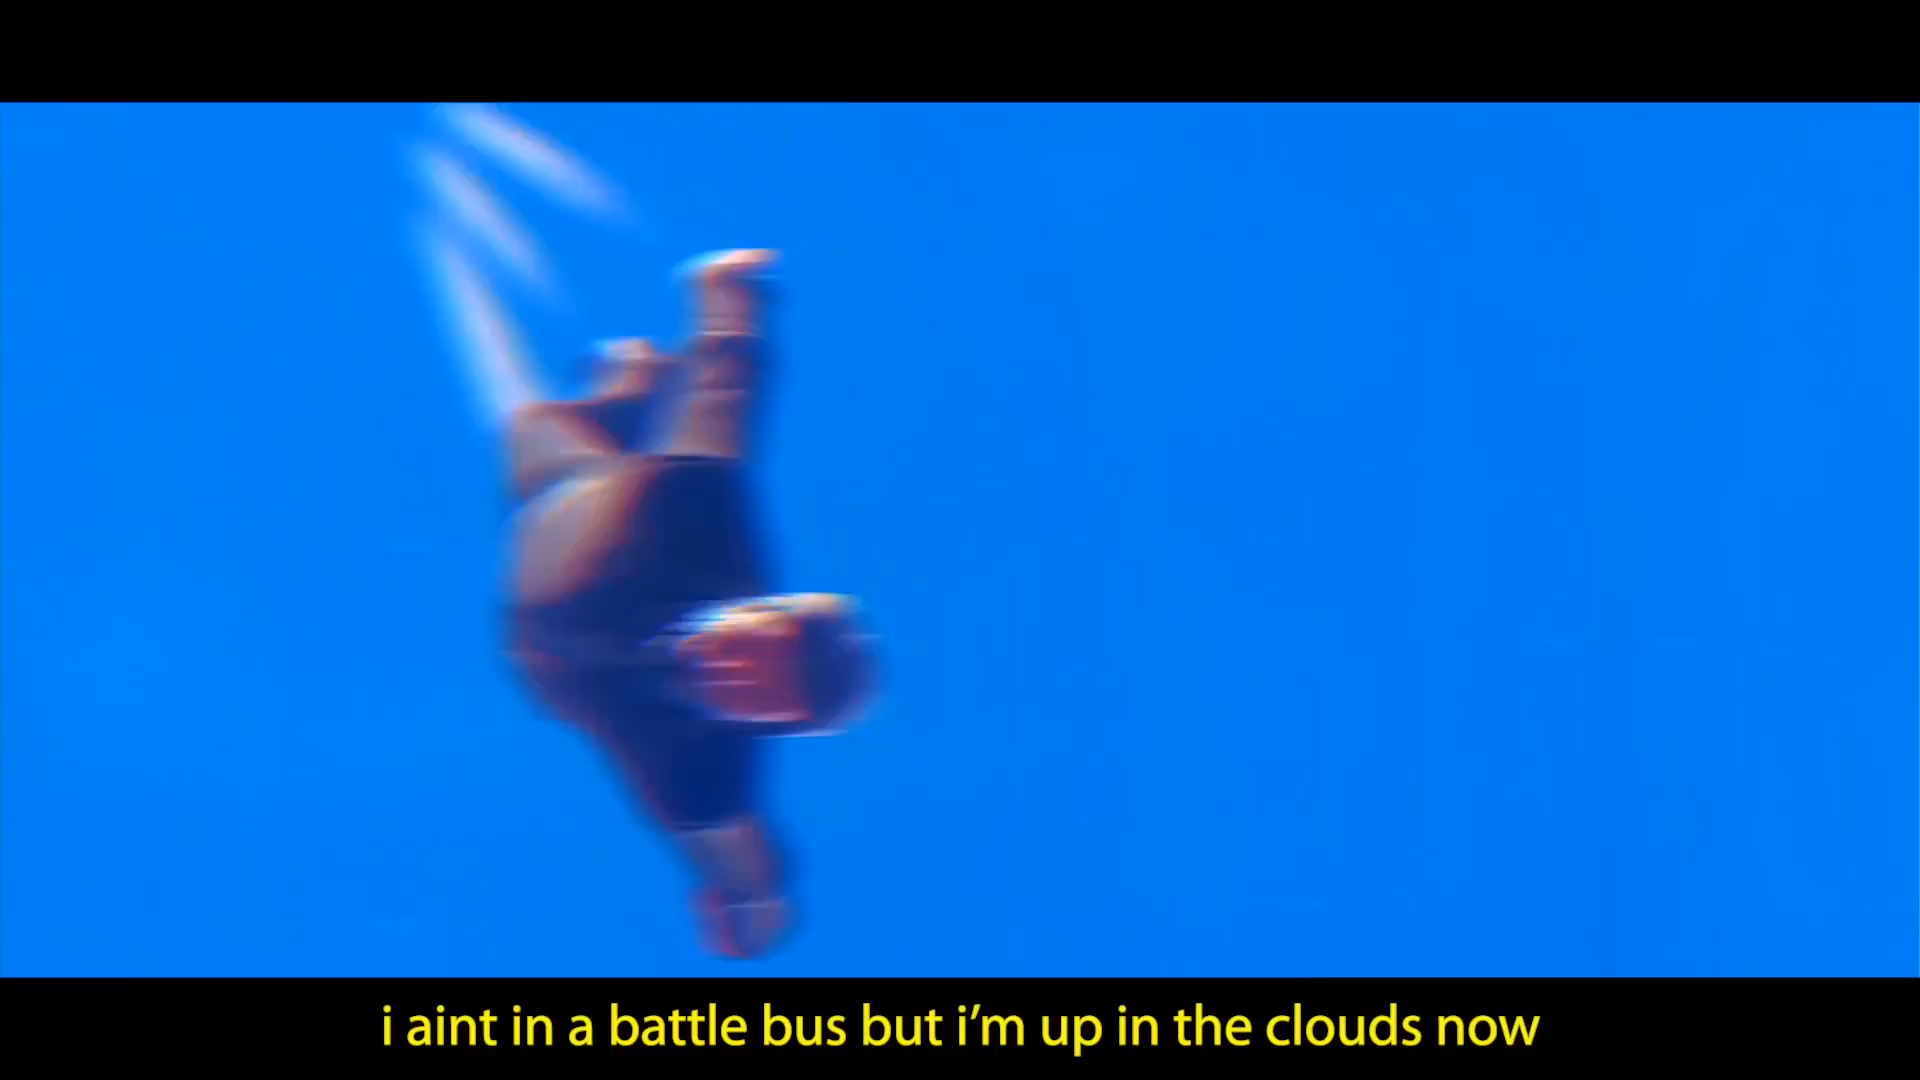 i aint in a battle bus but i’m up in the clouds now